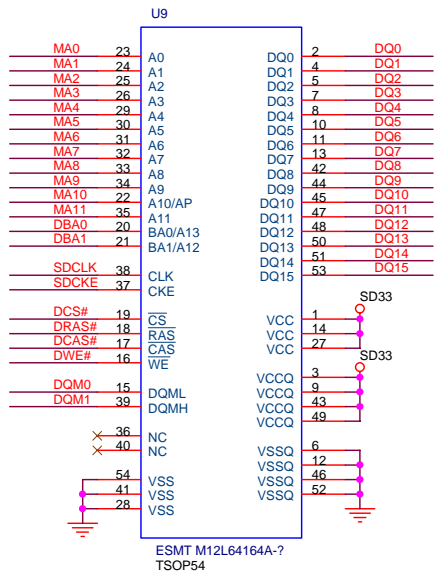 U9
MA0 23 A0 DQ0 2 DQ0
MA1 24 A1 DQ1 4 DQ1
MA2 25 A2 DQ2 5 DQ2
MA3 26 A3 DQ3 7 DQ3
MA4 29 A4 DQ4 8 DQ4
MA5 30 A5 DQ5 10 DQ5
MA6 31 A6 DQ6 11 DQ6
MA7 32 A7 DQ7 13 DQ7
MA8 33 A8 DQ8 42 DQ8
MA9 34 A9 DQ9 44 DQ9
MA10 22 A10/AP DQ10 45 DQ10
MA11 35 A11 DQ11 47 DQ11
DBA0 20 BA0/A13 DQ12 48 DQ12
DBA1 21 BA1/A12 DQ13 50 DQ13
DQ14 51 DQ14
SDCLK 38 CLK DQ15 53 DQ15
SDCKE 37 CKE
SD33
DCS# 19 CS VCC 1
DRAS# 18 RAS VCC 14
DCAS# 17 CAS VCC 27
DWE# 16 WE
SD33
VCCQ 3
DQM0 15 DQML VCCQ 9
DQM1 39 DQMH VCCQ 43
VCCQ 49
36 NC
40 NC VSSQ 6
VSSQ 12
54 VSS VSSQ 46
41 VSS VSSQ 52
28 VSS
ESMT M12L64164A-?
TSOP54